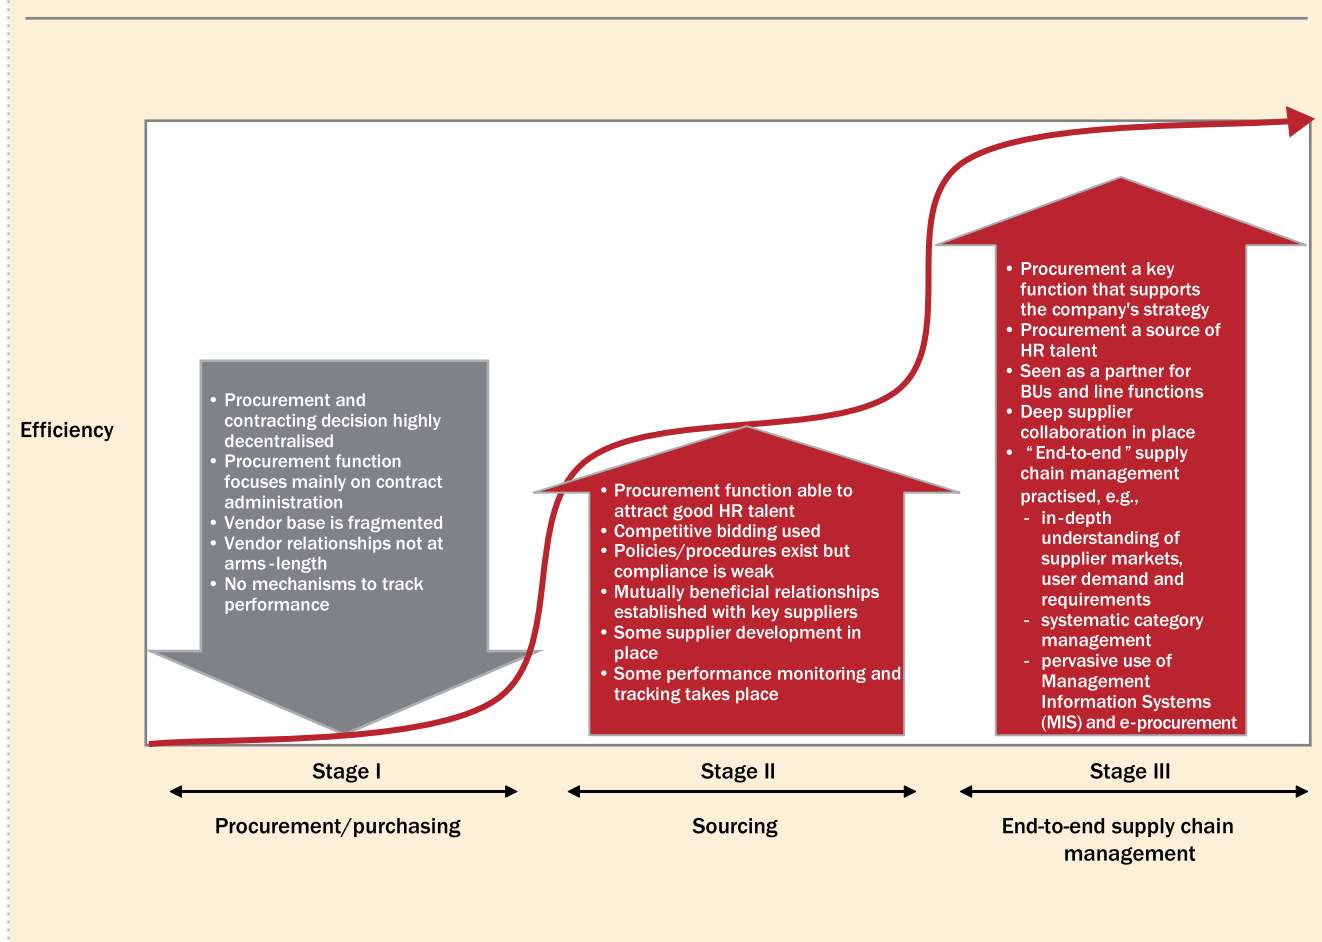 Efficiency
• Procurement and
contracting decision highly
decentralised
• Procurement function
focuses mainly on contract
administration
• Vendor base is fragmented
• Vendor relationships not at
arms-length
• No mechanisms to track
performance
• Procurement function able to
attract good HR talent
• Competitive bidding used
• Policies/procedures exist but
compliance is weak
• Mutually beneficial relationships
established with key suppliers
• Some supplier development in
place
• Some performance monitoring and
tracking takes place
• Procurement a key
function that supports
the company's strategy
• Procurement a source of
HR talent
• Seen as a partner for
BUs and line functions
• Deep supplier
collaboration in place
• “End-to-end” supply
chain management
practised, e.g.,
- in-depth
understanding of
supplier markets,
user demand and
requirements
- systematic category
management
- pervasive use of
Management
Information Systems
(MIS) and e-procurement
Stage I
Procurement/purchasing
Stage II
Sourcing
Stage III
End-to-end supply chain
management